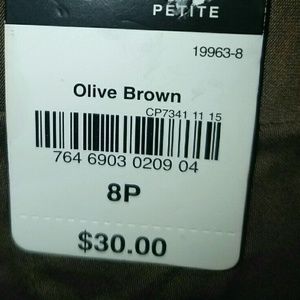 PETITE
19963-8
Olive Brown
CP7341 11 15
764 6903 0209 04
8P
$30.00